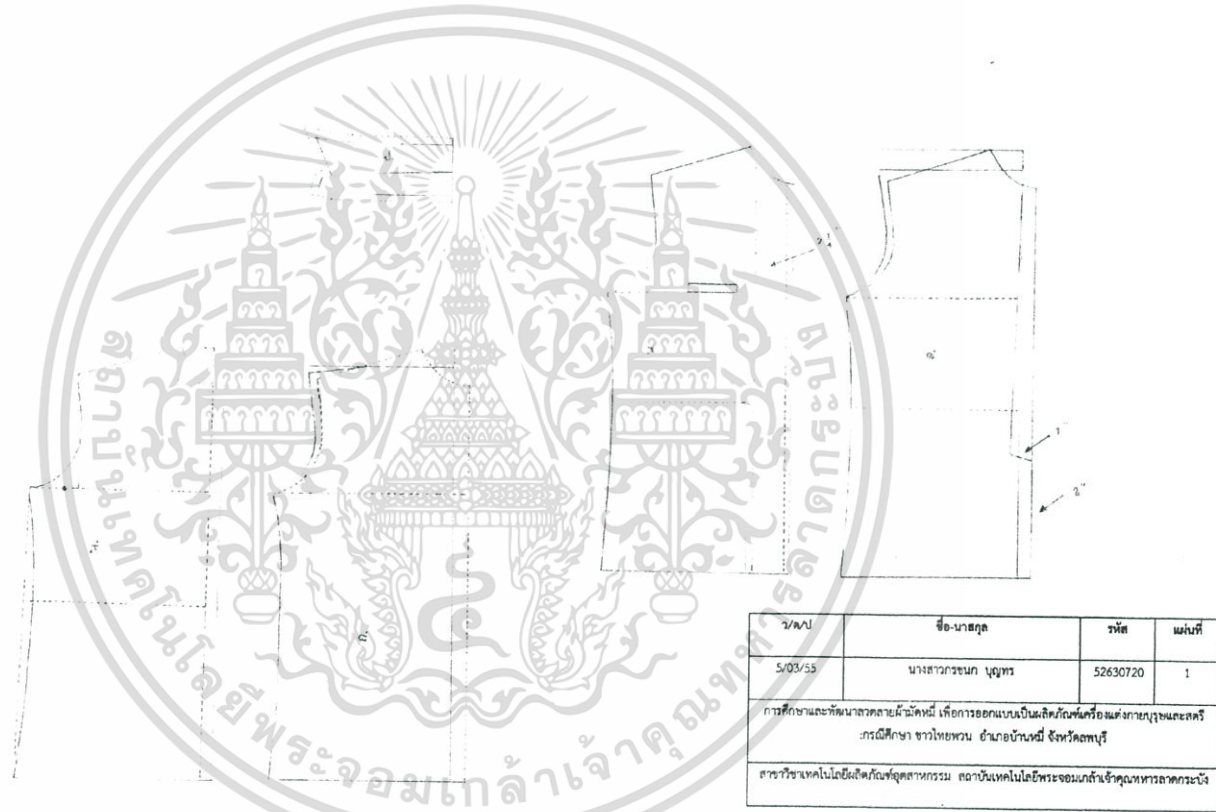 ป.
2 1/4"
ข.
ค.
ก.
1"
2"
สถาบันเทคโนโลยีพระจอมเกล้าเจ้าคุณทหารลาดกระบัง
ว/ด/ป ชื่อ-นาสกุล รหัส แผ่นที่
5/03/55 นางสาวกรชนก บุญทร 52630720 1
การศึกษาและพัฒนาลวดลายผ้ามัดหมี่ เพื่อการออกแบบเป็นผลิตภัณฑ์เครื่องแต่งกายบุรุษและสตรี
:กรณีศึกษา ชาวไทยพวน อำเภอบ้านหมี่ จังหวัดลพบุรี
สาขาวิชาเทคโนโลยีผลิตภัณฑ์อุตสาหกรรม สถาบันเทคโนโลยีพระจอมเกล้าเจ้าคุณทหารลาดกระบัง